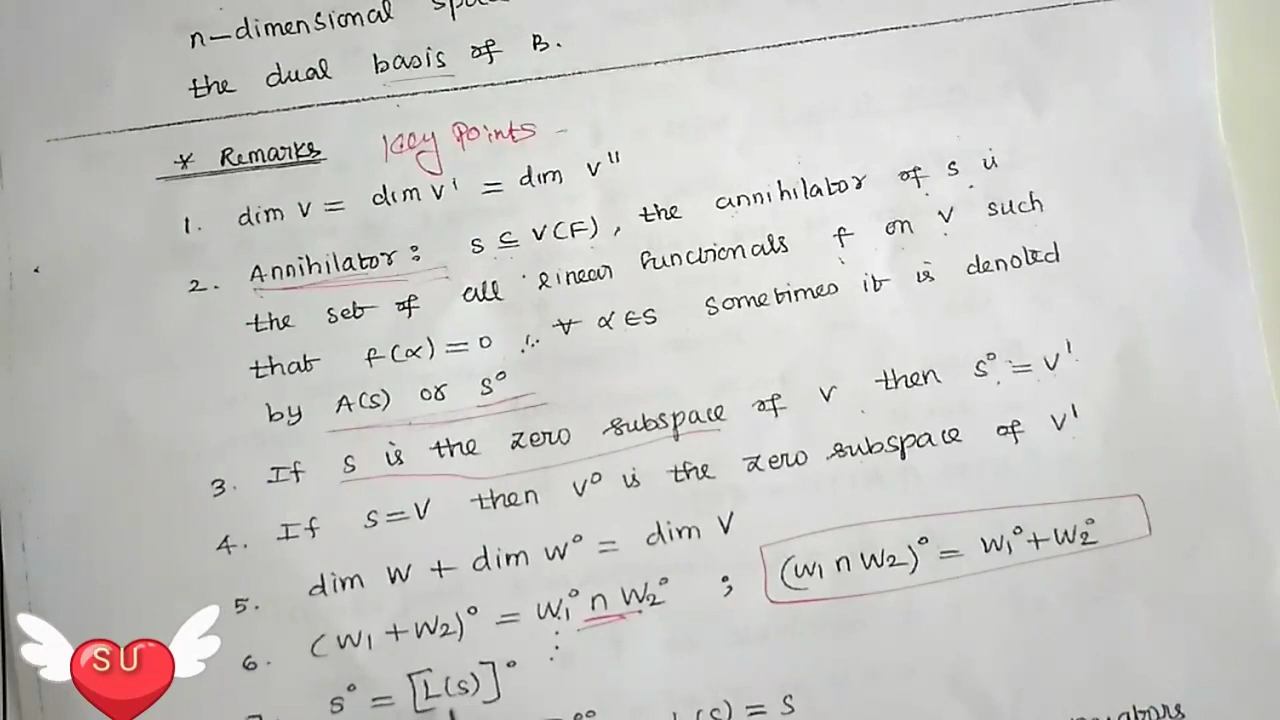 n-dimensional
the dual basis of B.
* Remarks Key Points -
1. dim V = dim V' = dim V''
2. Annihilator: S ⊆ V(F), the annihilator of S is
the set of all linear functionals f on V such
that f(α) = 0 ∴ ∀ α ∈ S sometimes it is denoted
by A(S) or S°
3. If S is the zero subspace of V then S° = V'
4. If S = V then V° is the zero subspace of V'
5. dim W + dim W° = dim V
6. (W1 + W2)° = W1° ∩ W2° ; (W1 ∩ W2)° = W1° + W2°
S° = [L(S)]°
L(S) = S
SU